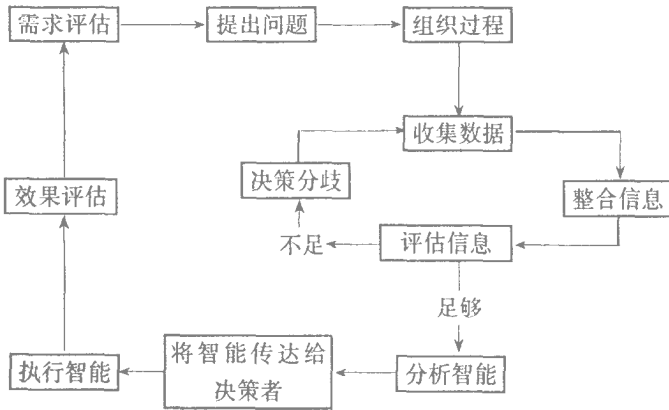 需求评估
提出问题
组织过程
收集数据
决策分歧
整合信息
效果评估
不足
评估信息
足够
将智能传达给
决策者
执行智能
分析智能